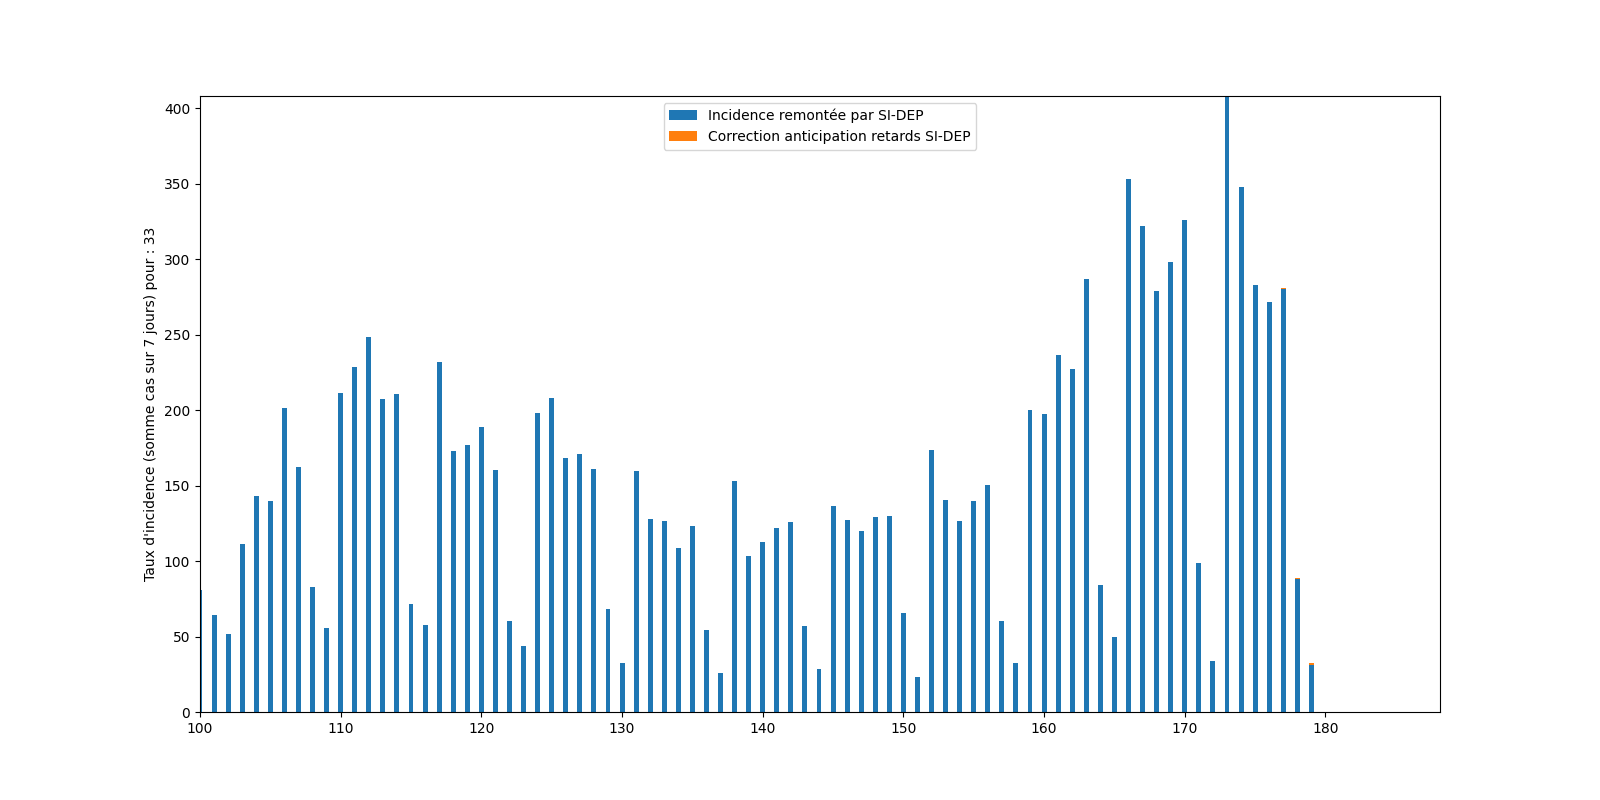 Incidence remontée par SI-DEP
Correction anticipation retards SI-DEP
Taux d'incidence (somme cas sur 7 jours) pour : 33
400
350
300
250
200
150
100
50
0
100 110 120 130 140 150 160 170 180